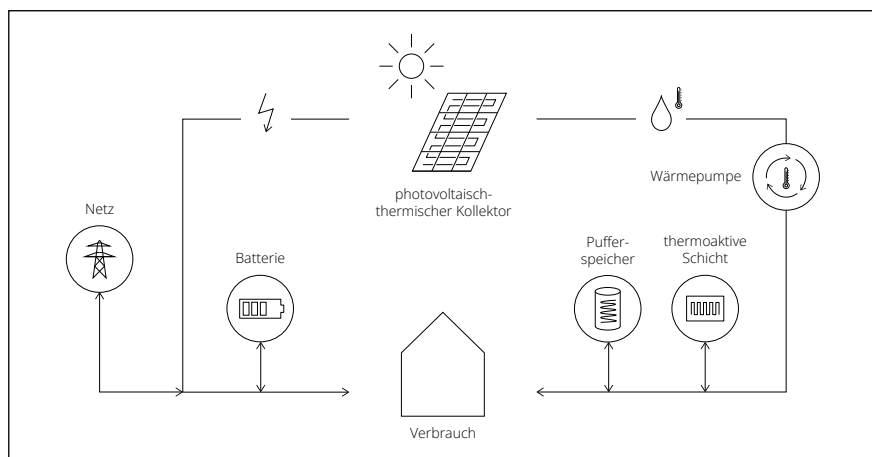 photovoltaisch-
thermischer Kollektor
Wärmepumpe
Netz
Batterie
Puffer-
speicher
thermoaktive
Schicht
Verbrauch